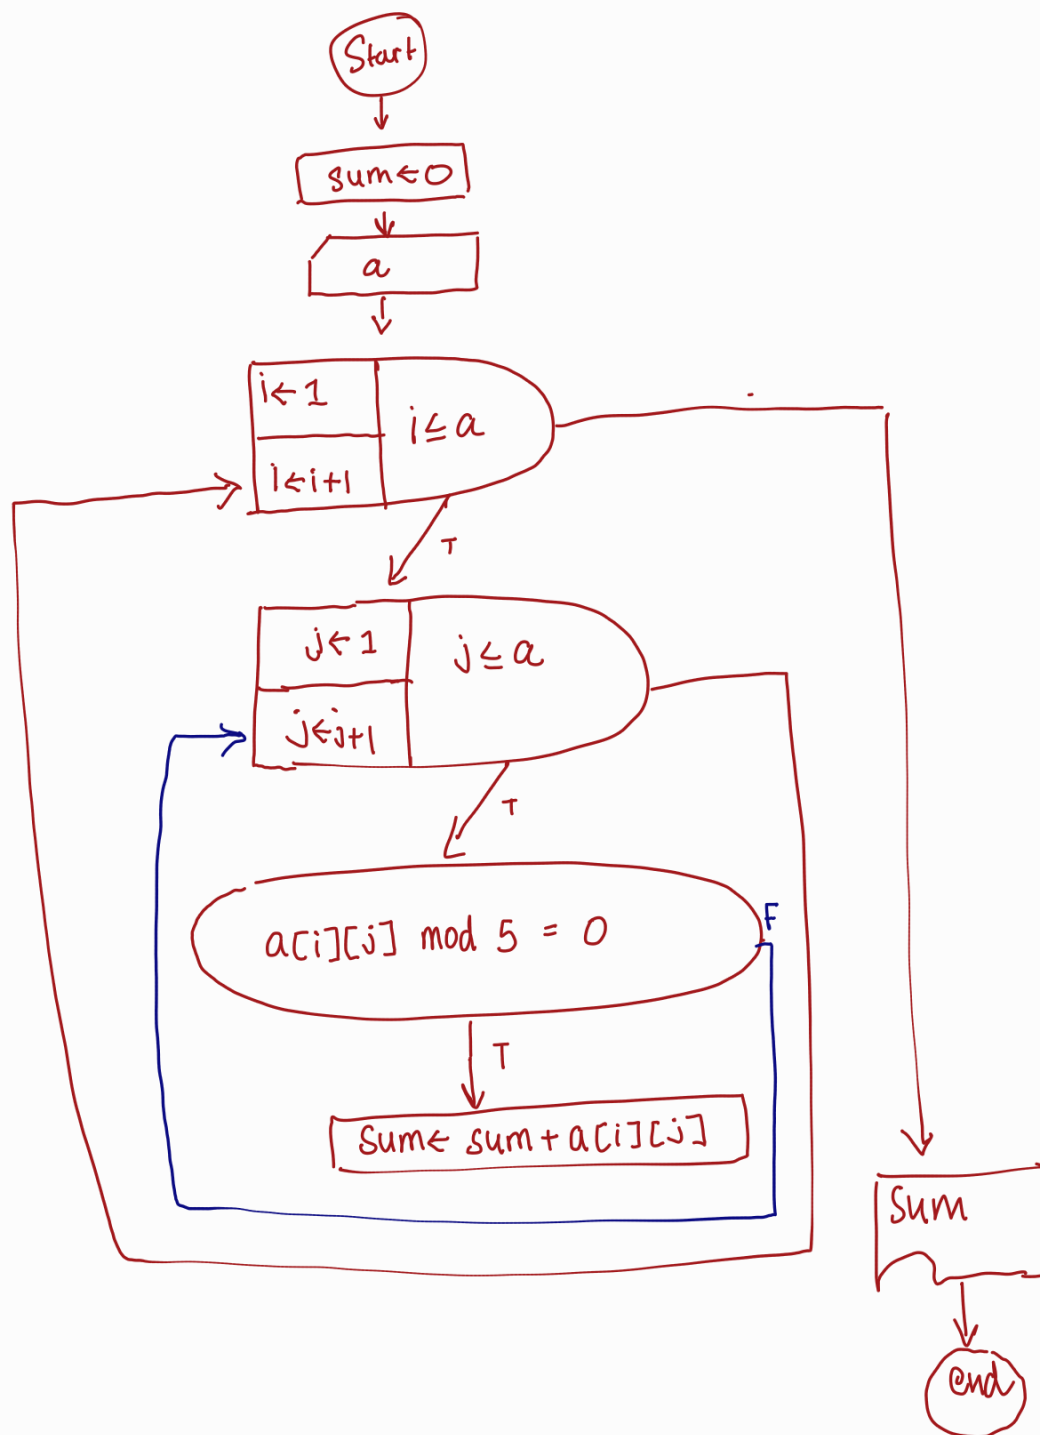 Start
sum ← 0
a
i ← 1
i ≤ a
i ← i+1
T
j ← 1
j ≤ a
j ← j+1
T
a[i][j] mod 5 = 0
F
T
sum ← sum + a[i][j]
sum
end